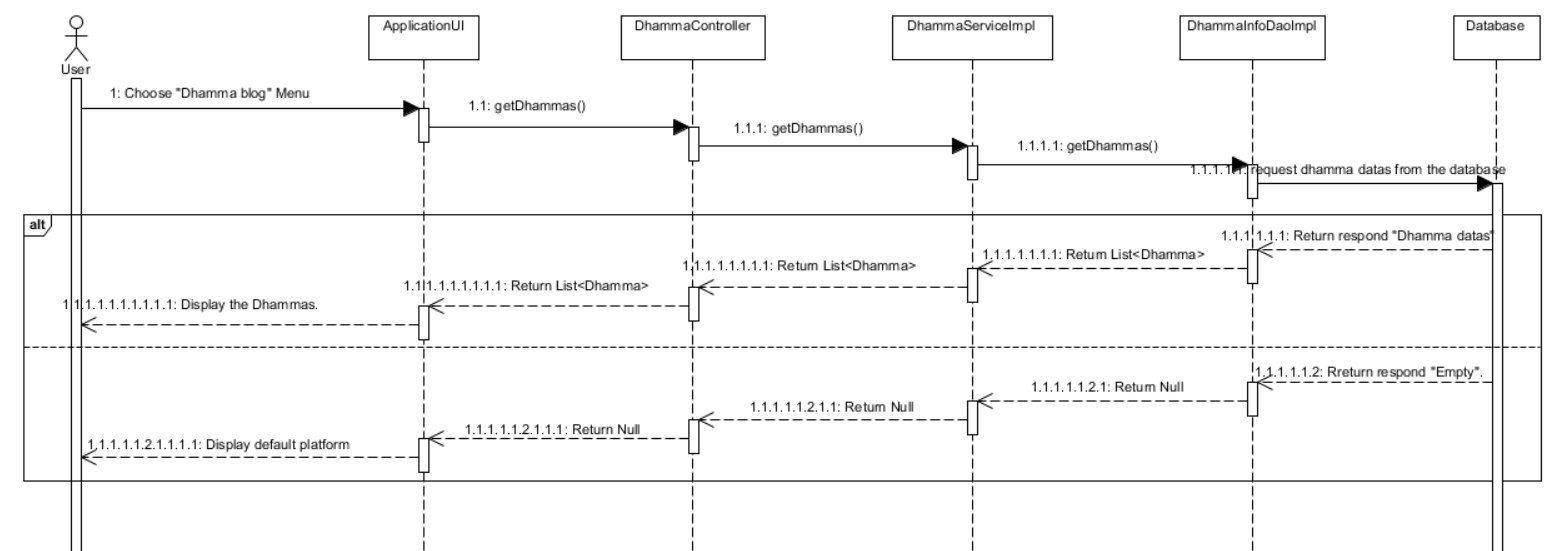 User
ApplicationUI
DhammaController
DhammaServiceImpl
DhammaInfoDaoImpl
Database
1: Choose "Dhamma blog" Menu
1.1: getDhammas()
1.1.1: getDhammas()
1.1.1.1: getDhammas()
1.1.1.1.1: request dhamma datas from the database
alt
1.1.1.1.1.1: Return respond "Dhamma datas"
1.1.1.1.1.1.1: Return List<Dhamma>
1.1.1.1.1.1.1.1: Return List<Dhamma>
1.1.1.1.1.1.1.1.1: Return List<Dhamma>
1.1.1.1.1.1.1.1.1.1: Display the Dhammas.
1.1.1.1.1.2: Rreturn respond "Empty".
1.1.1.1.1.2.1: Return Null
1.1.1.1.1.2.1.1: Return Null
1.1.1.1.1.2.1.1.1: Return Null
1.1.1.1.1.2.1.1.1.1: Display default platform